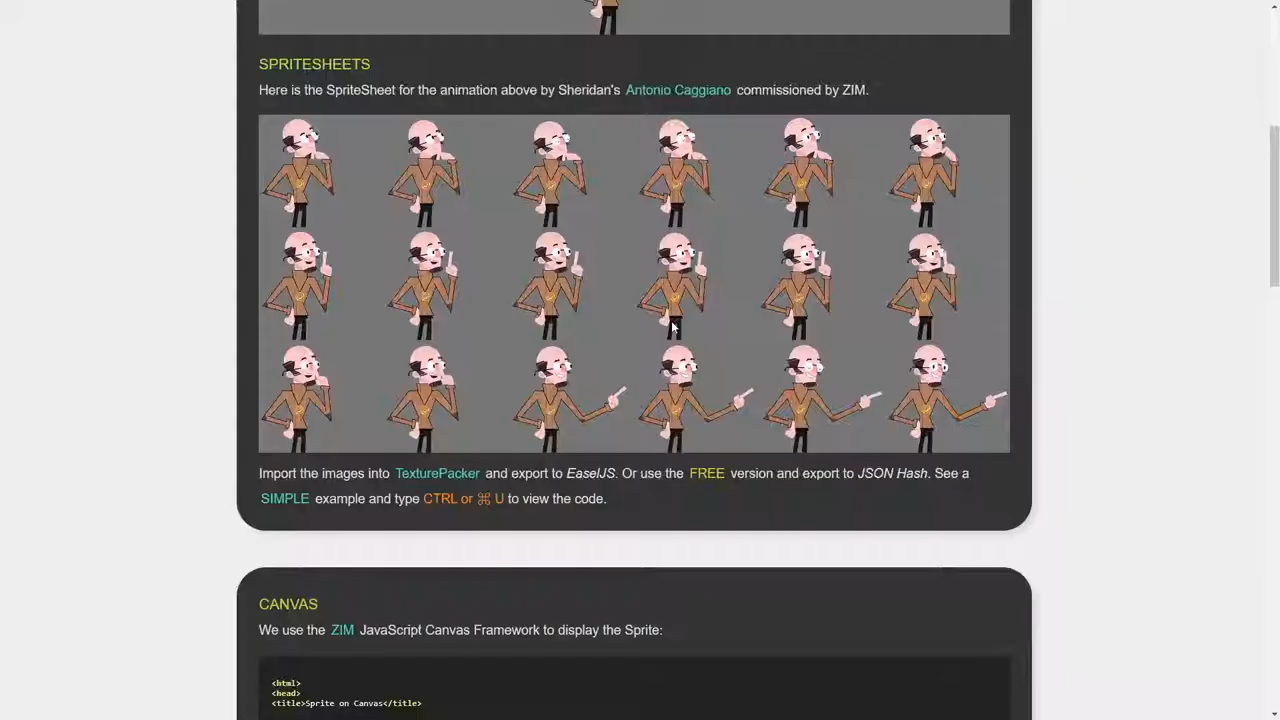 SPRITESHEETS
Here is the SpriteSheet for the animation above by Sheridan's Antonio Caggiano commissioned by ZIM.
Import the images into TexturePacker and export to EaselJS. Or use the FREE version and export to JSON Hash. See a
SIMPLE example and type CTRL or ⌘ U to view the code.
CANVAS
We use the ZIM JavaScript Canvas Framework to display the Sprite:
<html>
<head>
<title>Sprite on Canvas</title>